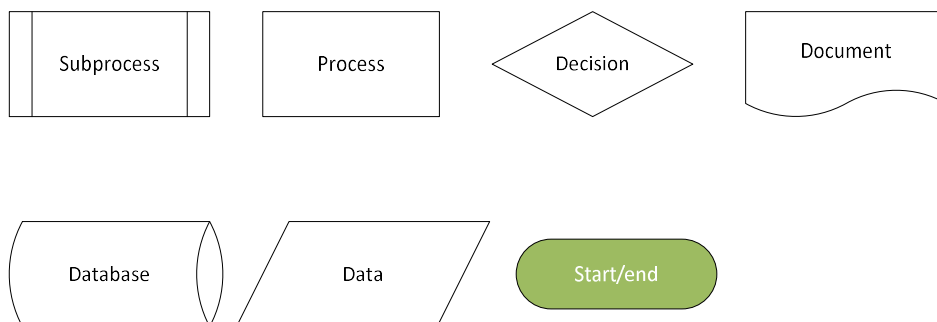 Subprocess
Process
Decision
Document
Database
Data
Start/end